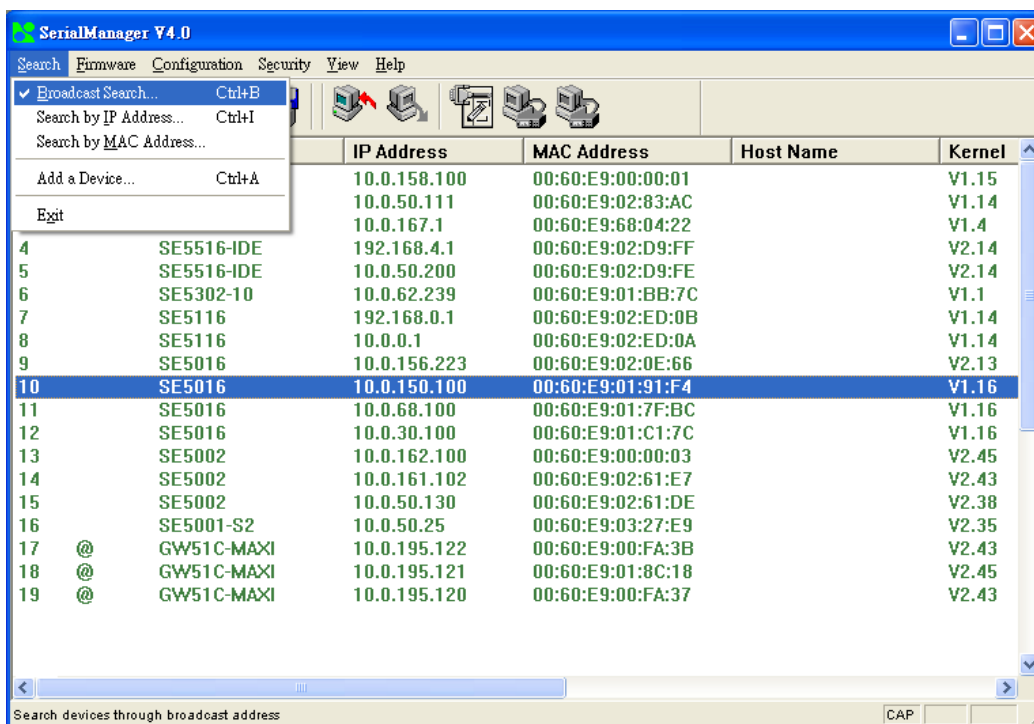 SerialManager V4.0
Search Firmware Configuration Security View Help
Broadcast Search... Ctrl+B
Search by IP Address... Ctrl+I
Search by MAC Address...
Add a Device... Ctrl+A
Exit
IP Address MAC Address Host Name Kernel
10.0.158.100 00:60:E9:00:00:01 V1.15
10.0.50.111 00:60:E9:02:83:AC V1.14
10.0.167.1 00:60:E9:68:04:22 V1.4
4 SE5516-IDE 192.168.4.1 00:60:E9:02:D9:FF V2.14
5 SE5516-IDE 10.0.50.200 00:60:E9:02:D9:FE V2.14
6 SE5302-10 10.0.62.239 00:60:E9:01:BB:7C V1.1
7 SE5116 192.168.0.1 00:60:E9:02:ED:0B V1.14
8 SE5116 10.0.0.1 00:60:E9:02:ED:0A V1.14
9 SE5016 10.0.156.223 00:60:E9:02:0E:66 V2.13
10 SE5016 10.0.150.100 00:60:E9:01:91:F4 V1.16
11 SE5016 10.0.68.100 00:60:E9:01:7F:BC V1.16
12 SE5016 10.0.30.100 00:60:E9:01:C1:7C V1.16
13 SE5002 10.0.162.100 00:60:E9:00:00:03 V2.45
14 SE5002 10.0.161.102 00:60:E9:02:61:E7 V2.43
15 SE5002 10.0.50.130 00:60:E9:02:61:DE V2.38
16 SE5001-S2 10.0.50.25 00:60:E9:03:27:E9 V2.35
17 @ GW51C-MAXI 10.0.195.122 00:60:E9:00:FA:3B V2.43
18 @ GW51C-MAXI 10.0.195.121 00:60:E9:01:8C:18 V2.45
19 @ GW51C-MAXI 10.0.195.120 00:60:E9:00:FA:37 V2.43
Search devices through broadcast address CAP